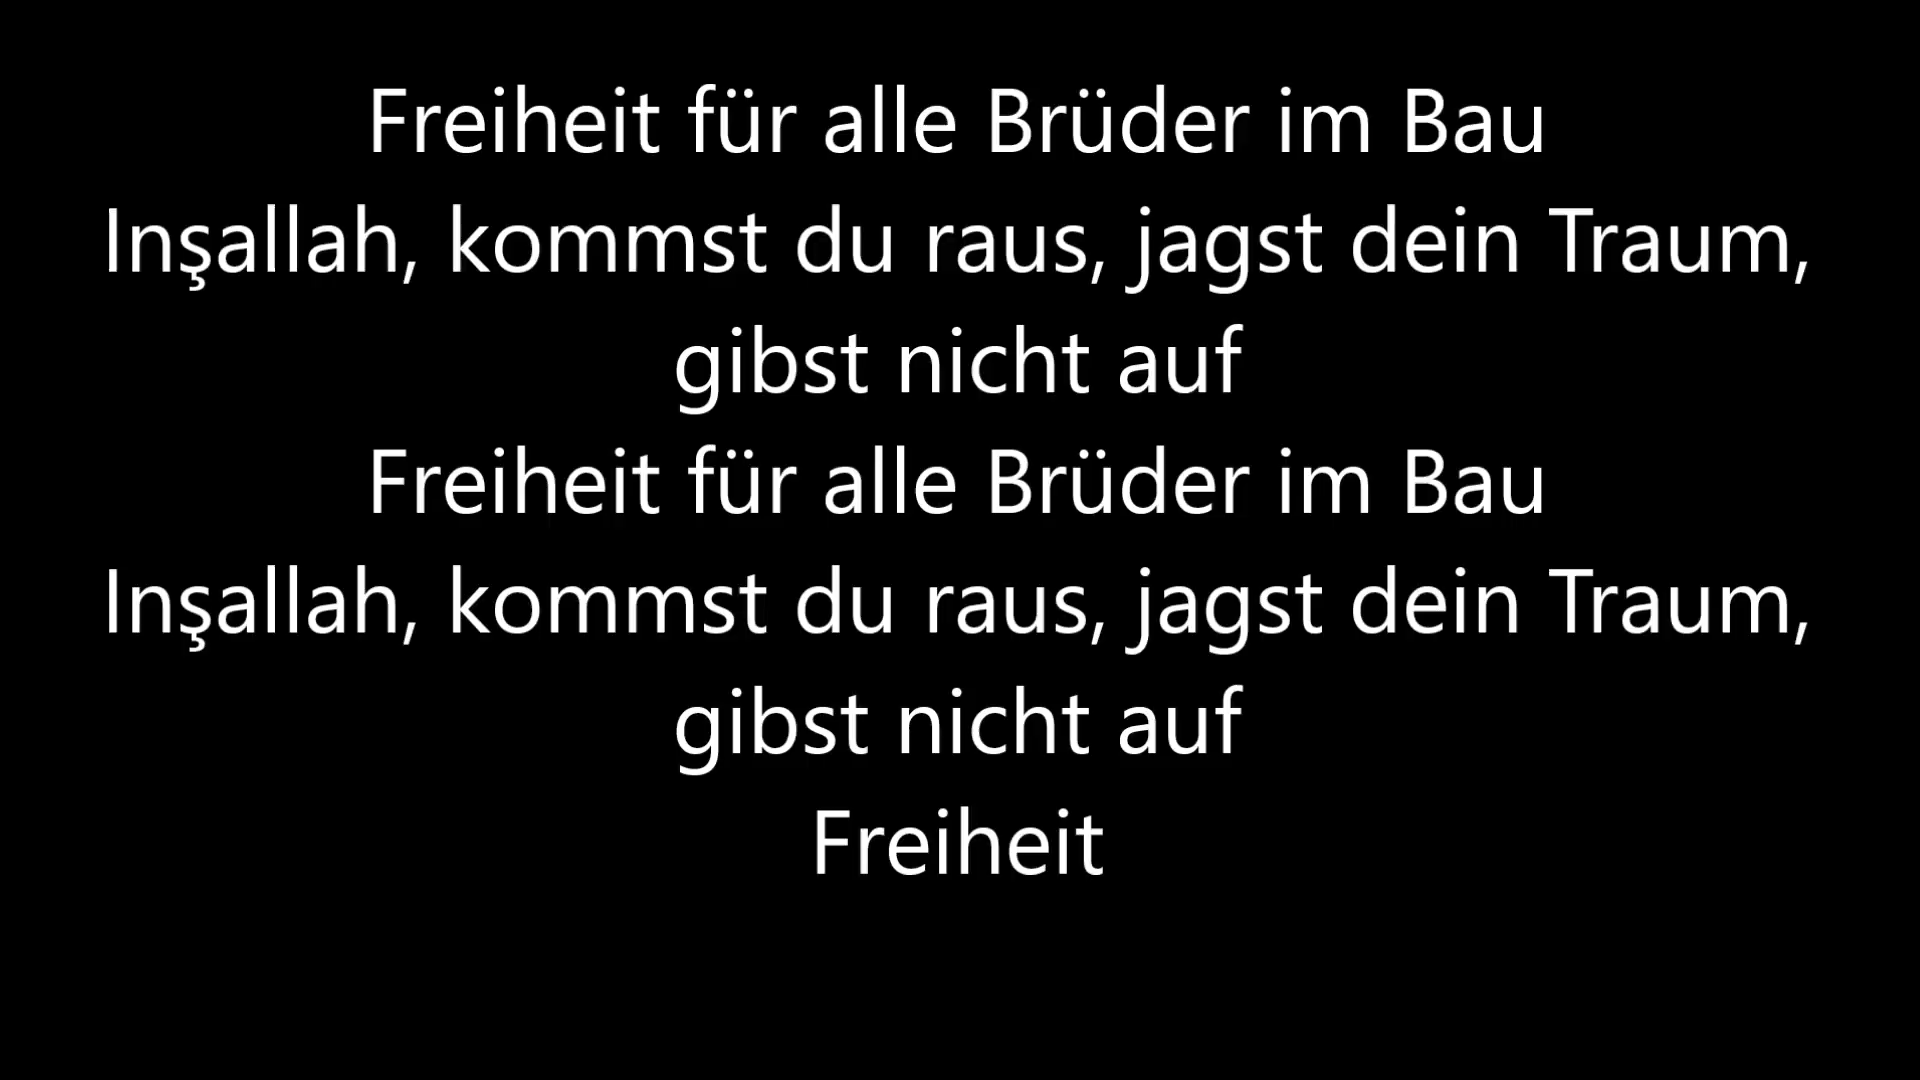 Freiheit für alle Brüder im Bau
Inşallah, kommst du raus, jagst dein Traum,
gibst nicht auf
Freiheit für alle Brüder im Bau
Inşallah, kommst du raus, jagst dein Traum,
gibst nicht auf
Freiheit